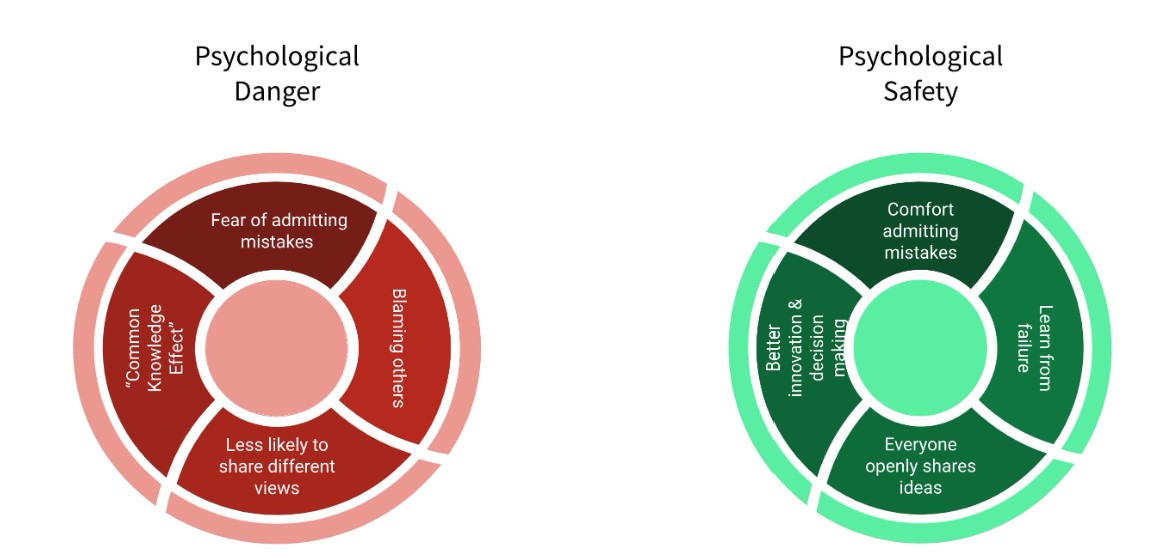 Psychological
Danger
Fear of admitting
mistakes
Blaming others
Less likely to
share different
views
“Common
Knowledge
Effect”
Psychological
Safety
Comfort
admitting
mistakes
Learn from
failure
Everyone
openly shares
ideas
Better
innovation &
decision
making